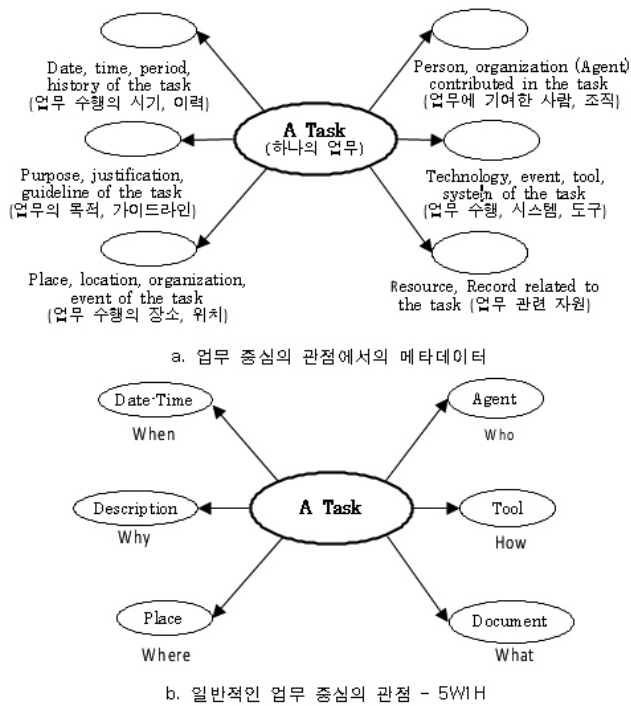 Date, time, period,
history of the task
(업무 수행의 시기, 이력)
Person, organization (Agent)
contributed in the task
(업무에 기여한 사람, 조직)
A Task
(하나의 업무)
Purpose, justification,
guideline of the task
(업무의 목적, 가이드라인)
Technology, event, tool,
system of the task
(업무 수행, 시스템, 도구)
Place, location, organization,
event of the task
(업무 수행의 장소, 위치)
Resource, Record related to
the task (업무 관련 자원)
a. 업무 중심의 관점에서의 메타데이터
Date·Time
When
Agent
Who
A Task
Description
Why
Tool
How
Place
Where
Document
What
b. 일반적인 업무 중심의 관점 - 5W1H